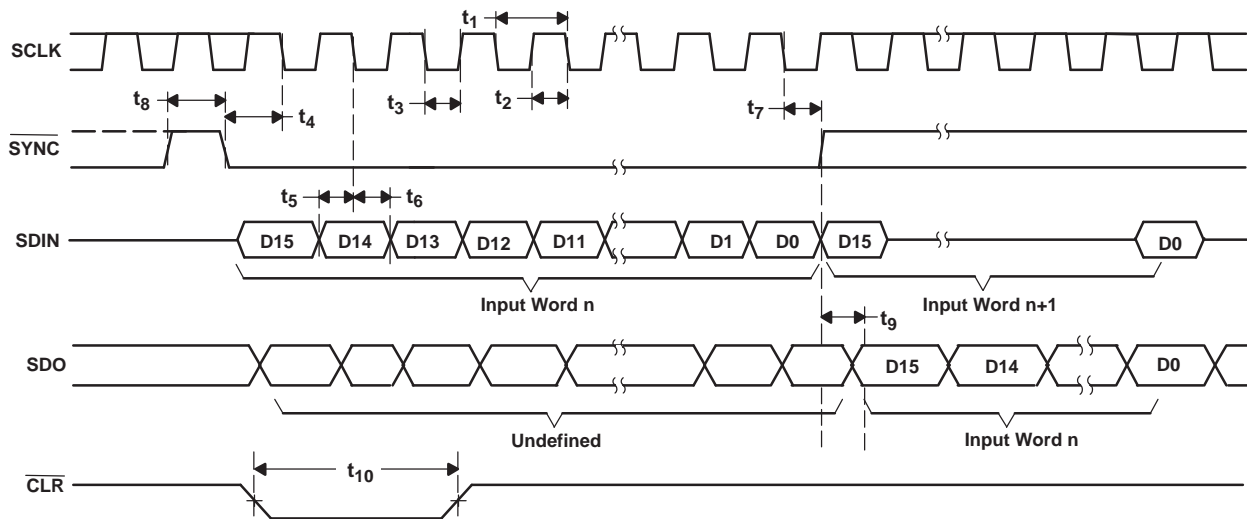 t1
SCLK
t8
t4
t3
t2
t7
SYNC
t5
t6
SDIN
D15
D14
D13
D12
D11
D1
D0
D15
D0
Input Word n
Input Word n+1
t9
SDO
D15
D14
D0
Undefined
Input Word n
t10
CLR